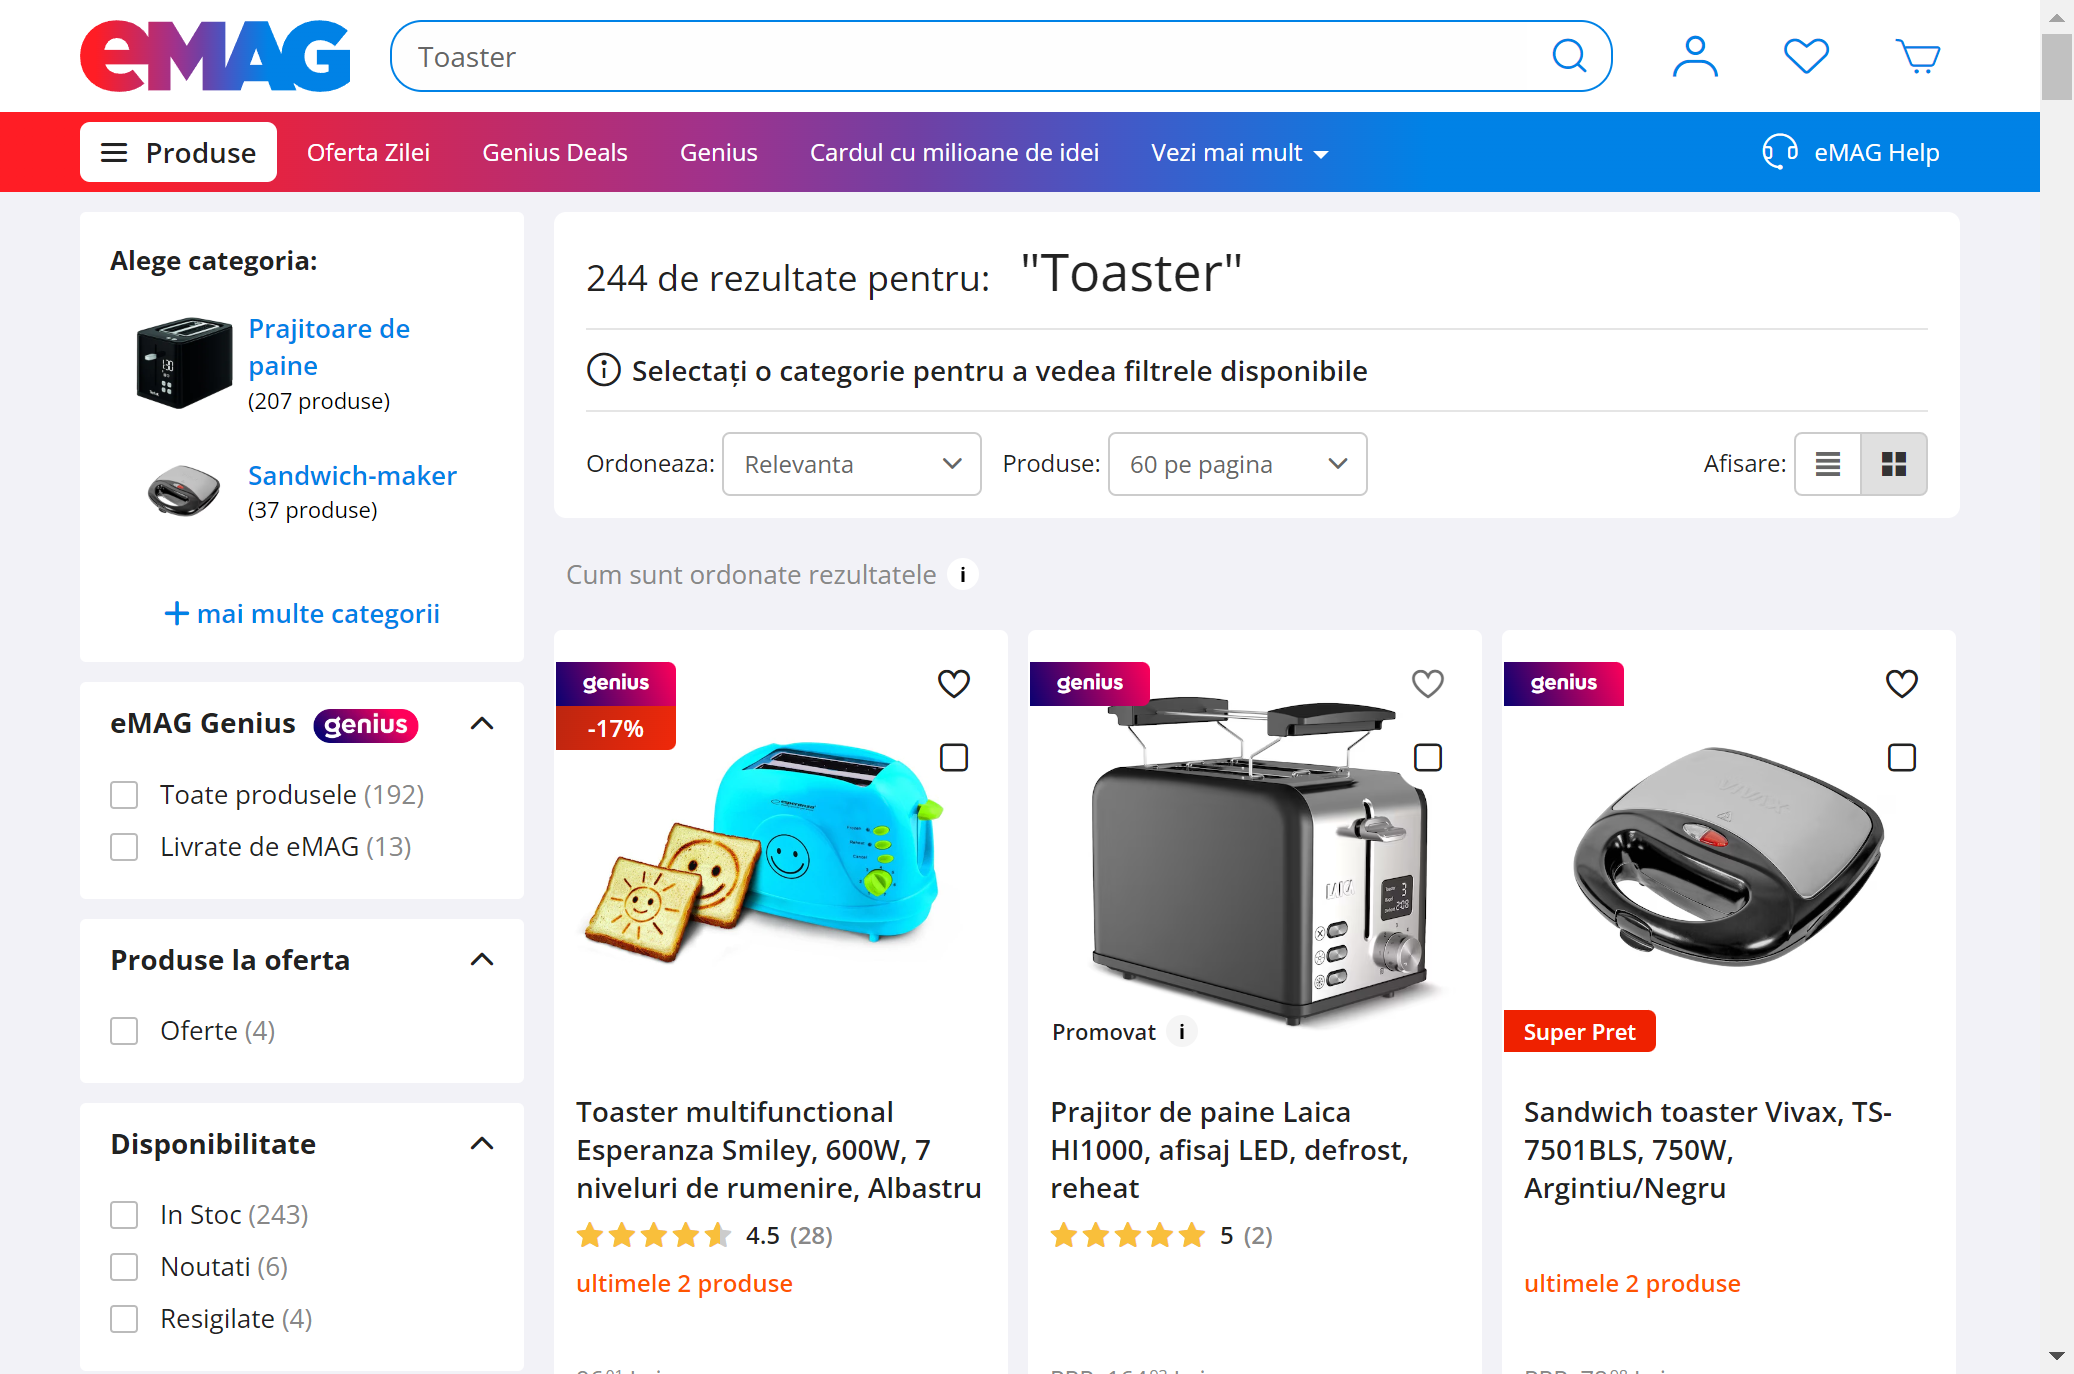 eMAG
Toaster
Produse
Oferta Zilei
Genius Deals
Genius
Cardul cu milioane de idei
Vezi mai mult
eMAG Help
Alege categoria:
Prajitoare de
paine
(207 produse)
Sandwich-maker
(37 produse)
mai multe categorii
eMAG Genius genius
Toate produsele (192)
Livrate de eMAG (13)
Produse la oferta
Oferte (4)
Disponibilitate
In Stoc (243)
Noutati (6)
Resigilate (4)
244 de rezultate pentru: "Toaster"
Selectați o categorie pentru a vedea filtrele disponibile
Ordoneaza: Relevanta
Produse: 60 pe pagina
Afisare:
Cum sunt ordonate rezultatele i
genius
-17%
Toaster multifunctional
Esperanza Smiley, 600W, 7
niveluri de rumenire, Albastru
4.5 (28)
ultimele 2 produse
genius
Promovat i
Prajitor de paine Laica
HI1000, afisaj LED, defrost,
reheat
5 (2)
genius
VIVAX
Super Pret
Sandwich toaster Vivax, TS-
7501BLS, 750W,
Argintiu/Negru
ultimele 2 produse